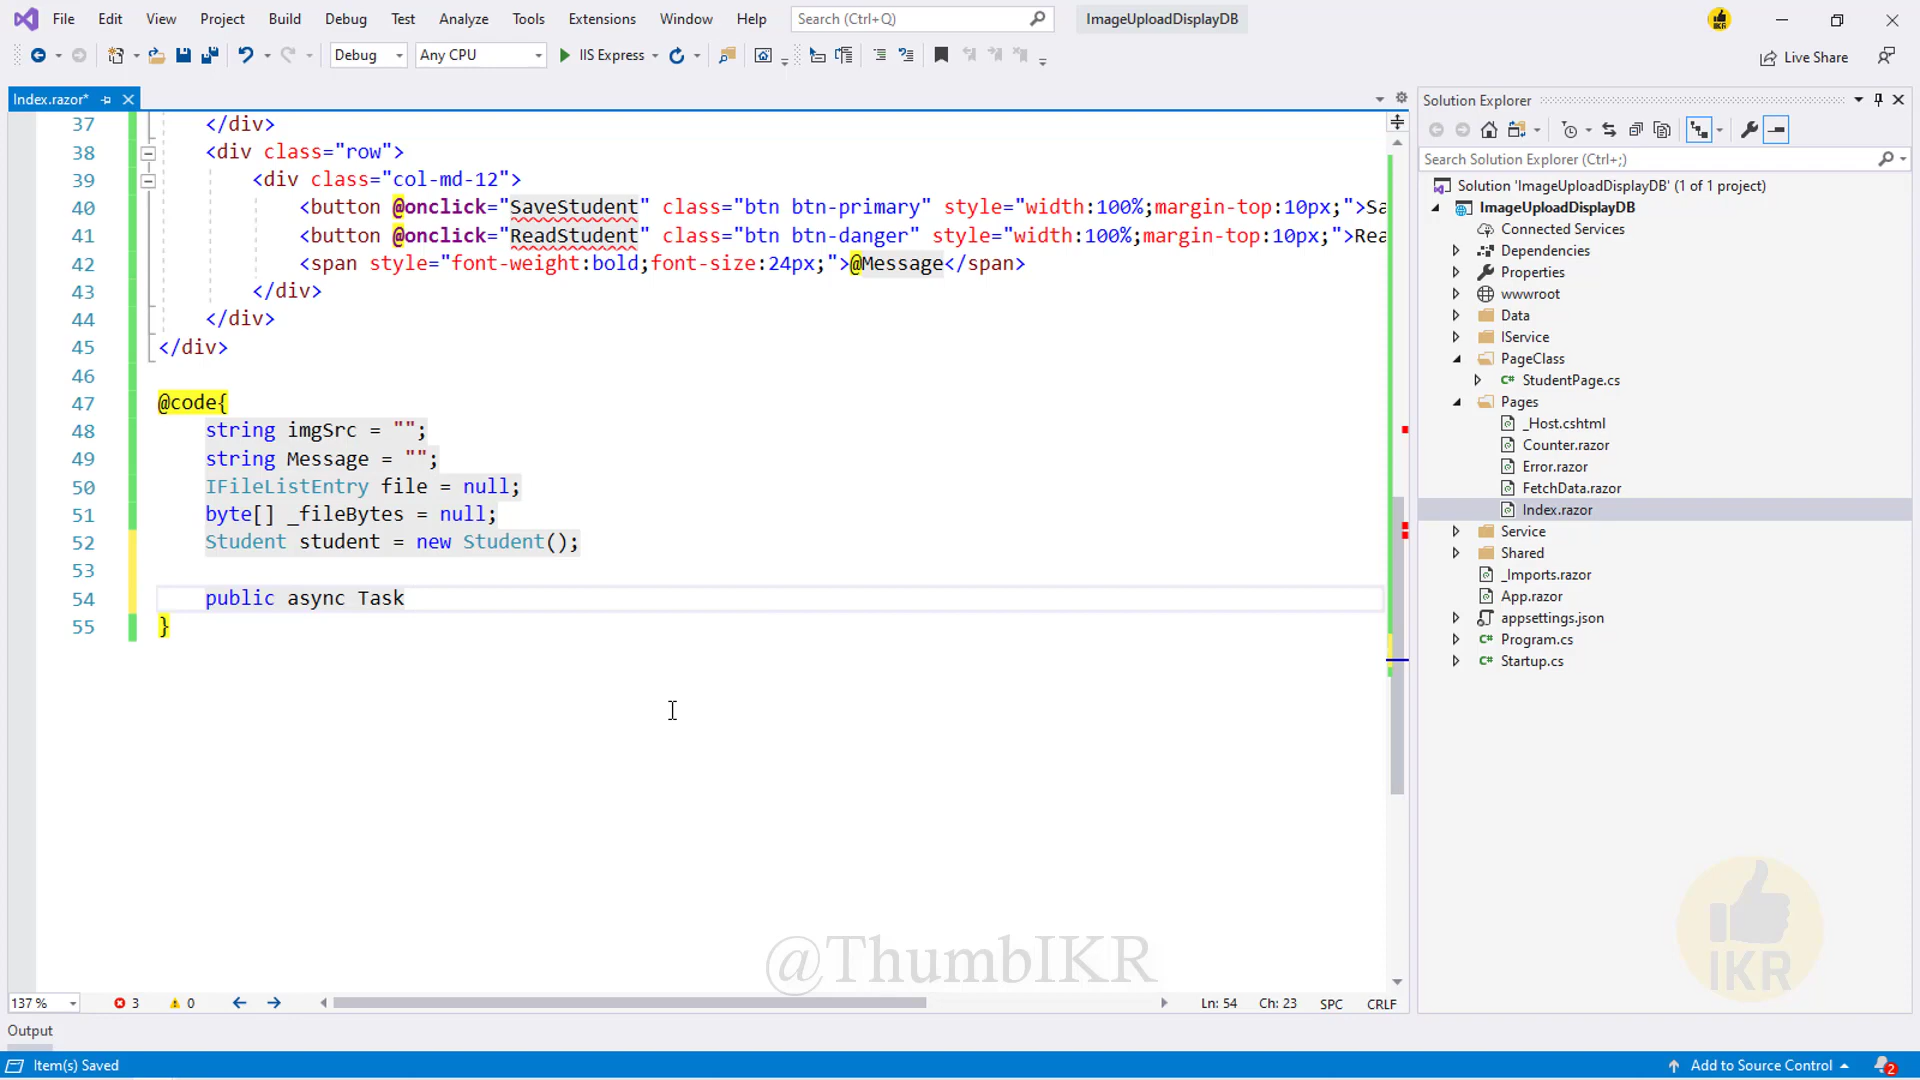 File Edit View Project Build Debug Test Analyze Tools Extensions Window Help Search (Ctrl+Q) ImageUploadDisplayDB
Debug Any CPU IIS Express Live Share
Index.razor*
37 </div>
38 <div class="row">
39 <div class="col-md-12">
40 <button @onclick="SaveStudent" class="btn btn-primary" style="width:100%;margin-top:10px;">Sa
41 <button @onclick="ReadStudent" class="btn btn-danger" style="width:100%;margin-top:10px;">Rea
42 <span style="font-weight:bold;font-size:24px;">@Message</span>
43 </div>
44 </div>
45 </div>
46
47 @code{
48 string imgSrc = "";
49 string Message = "";
50 IFileListEntry file = null;
51 byte[] _fileBytes = null;
52 Student student = new Student();
53
54 public async Task
55 }
Solution Explorer
Search Solution Explorer (Ctrl+;)
Solution 'ImageUploadDisplayDB' (1 of 1 project)
ImageUploadDisplayDB
Connected Services
Dependencies
Properties
wwwroot
Data
IService
PageClass
C# StudentPage.cs
Pages
_Host.cshtml
Counter.razor
Error.razor
FetchData.razor
Index.razor
Service
Shared
_Imports.razor
App.razor
appsettings.json
C# Program.cs
C# Startup.cs
@ThumbIKR
IKR
137 % 3 0 Ln: 54 Ch: 23 SPC CRLF
Output
Item(s) Saved Add to Source Control 2